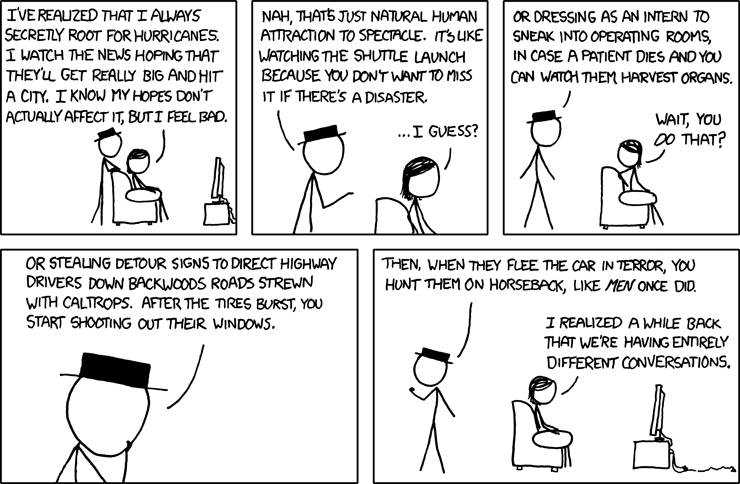 I'VE REALIZED THAT I ALWAYS
SECRETLY ROOT FOR HURRICANES.
I WATCH THE NEWS HOPING THAT
THEY'LL GET REALLY BIG AND HIT
A CITY. I KNOW MY HOPES DON'T
ACTUALLY AFFECT IT, BUT I FEEL BAD.
NAH, THAT'S JUST NATURAL HUMAN
ATTRACTION TO SPECTACLE. IT'S LIKE
WATCHING THE SHUTTLE LAUNCH
BECAUSE YOU DON'T WANT TO MISS
IT IF THERE'S A DISASTER.
...I GUESS?
OR DRESSING AS AN INTERN TO
SNEAK INTO OPERATING ROOMS,
IN CASE A PATIENT DIES AND YOU
CAN WATCH THEM HARVEST ORGANS.
WAIT, YOU
DO THAT?
OR STEALING DETOUR SIGNS TO DIRECT HIGHWAY
DRIVERS DOWN BACKWOODS ROADS STREWN
WITH CALTROPS. AFTER THE TIRES BURST, YOU
START SHOOTING OUT THEIR WINDOWS.
THEN, WHEN THEY FLEE THE CAR IN TERROR, YOU
HUNT THEM ON HORSEBACK, LIKE MEN ONCE DID.
I REALIZED A WHILE BACK
THAT WE'RE HAVING ENTIRELY
DIFFERENT CONVERSATIONS.